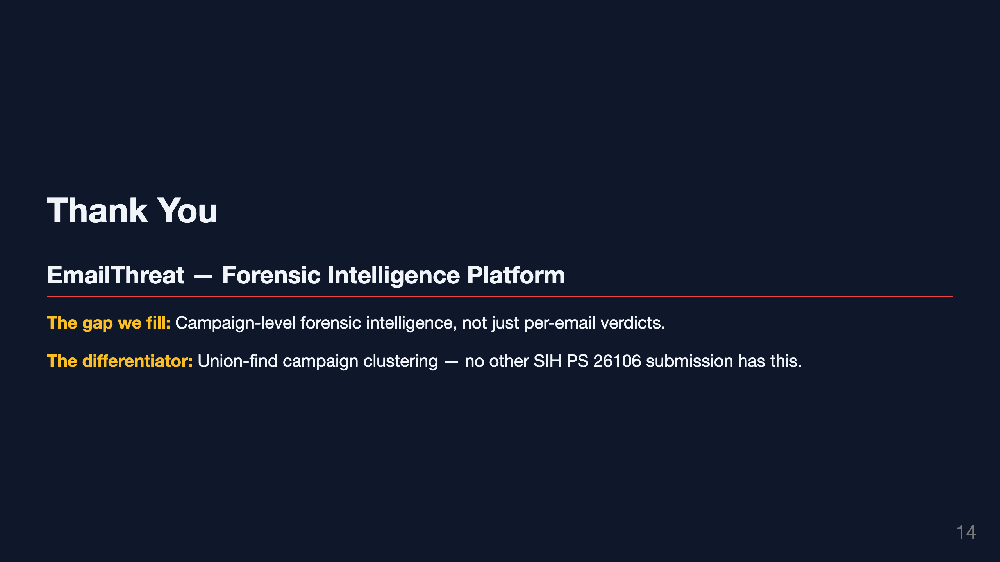 Thank You
EmailThreat — Forensic Intelligence Platform
The gap we fill: Campaign-level forensic intelligence, not just per-email verdicts.
The differentiator: Union-find campaign clustering — no other SIH PS 26106 submission has this.
14